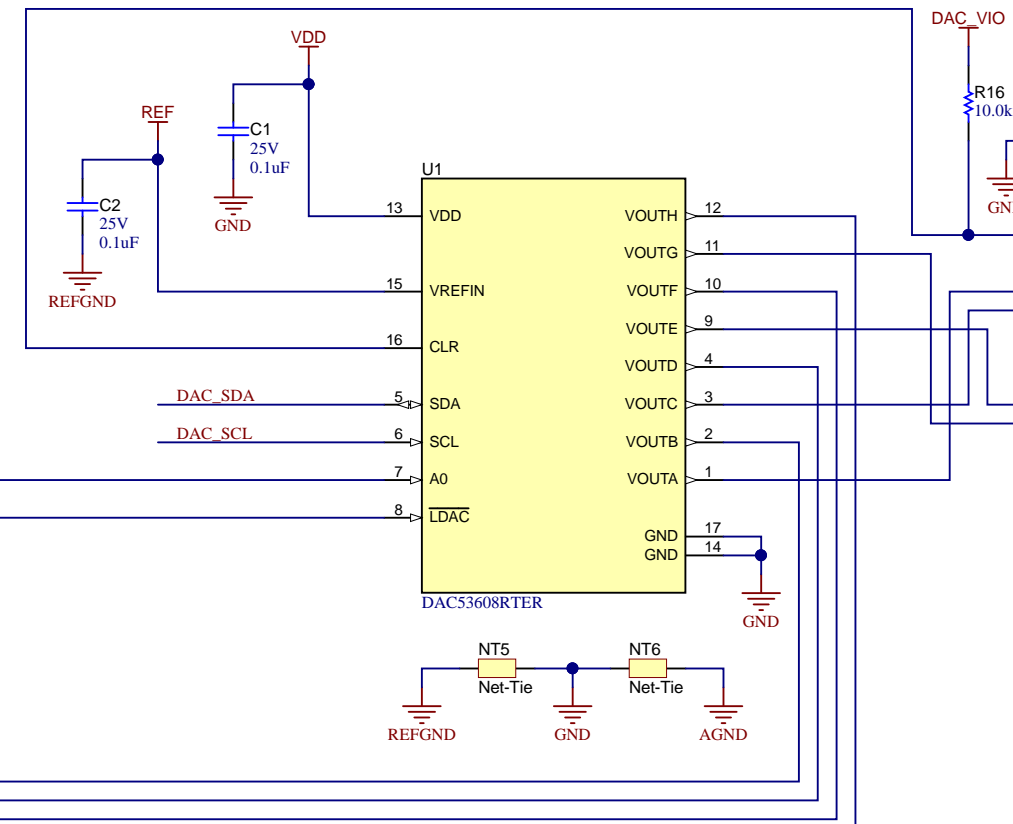 DAC_VIO
VDD
R16
10.0k
REF
C1
25V
0.1uF
GND
C2
25V
0.1uF
REFGND
GN
U1
13 VDD VOUTH 12
VOUTG 11
15 VREFIN VOUTF 10
VOUTE 9
16 CLR
VOUTD 4
DAC_SDA 5 SDA VOUTC 3
DAC_SCL 6 SCL VOUTB 2
7 A0 VOUTA 1
8 LDAC
GND 17
GND 14
DAC53608RTER
GND
NT5
Net-Tie
NT6
Net-Tie
REFGND
GND
AGND